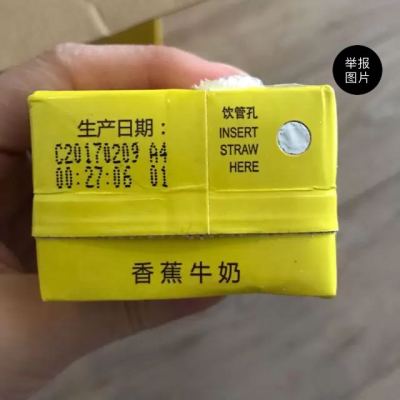 举报
图片
生产日期：
C20170209 A4
00:27:06 01
饮管孔
INSERT
STRAW
HERE
香蕉牛奶